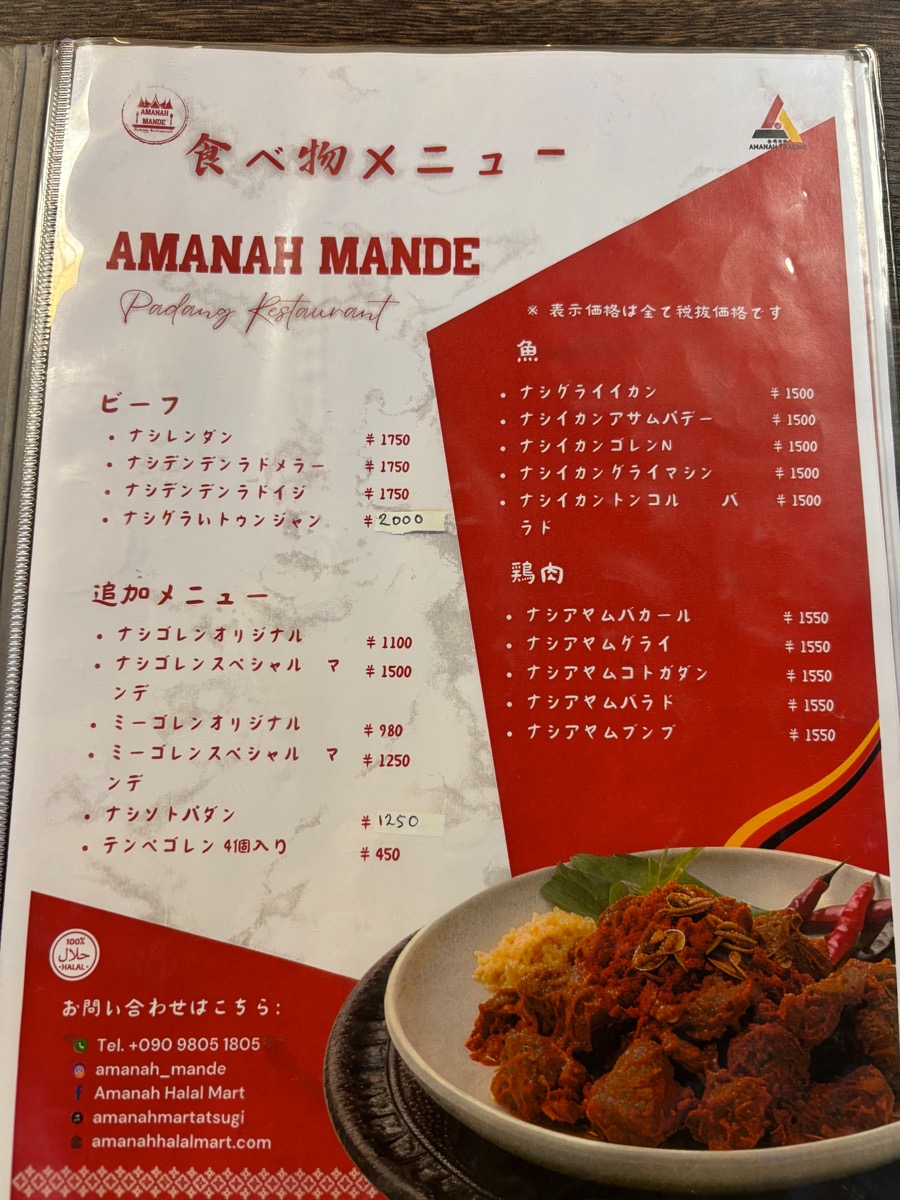 AMANAH
MANDE
Padang Restaurant
食べ物メニュー
AMANAH TRADING
AMANAH MANDE
Padang Restaurant
※ 表示価格は全て税抜価格です
ビーフ
• ナシレンダン ¥ 1750
• ナシデンデンラドメラー ¥ 1750
• ナシデンデンラドイジ ¥ 1750
• ナシグラいトゥンジャン ¥ 2000
追加メニュー
• ナシゴレンオリジナル ¥ 1100
• ナシゴレンスペシャル マ ¥ 1500
ンデ
• ミーゴレンオリジナル ¥ 980
• ミーゴレンスペシャル マ ¥ 1250
ンデ
• ナシソトパダン ¥ 1250
• テンペゴレン 4個入り ¥ 450
魚
• ナシグライイカン ¥ 1500
• ナシイカンアサムパデー ¥ 1500
• ナシイカンゴレンN ¥ 1500
• ナシイカングライマシン ¥ 1500
• ナシイカントンコル バ ¥ 1500
ラド
鶏肉
• ナシアヤムバカール ¥ 1550
• ナシアヤムグライ ¥ 1550
• ナシアヤムコトガダン ¥ 1550
• ナシアヤムバラド ¥ 1550
• ナシアヤムブンブ ¥ 1550
100%
حلال
HALAL
お問い合わせはこちら:
Tel. +090 9805 1805
amanah_mande
Amanah Halal Mart
amanahmartatsugi
amanahhalalmart.com